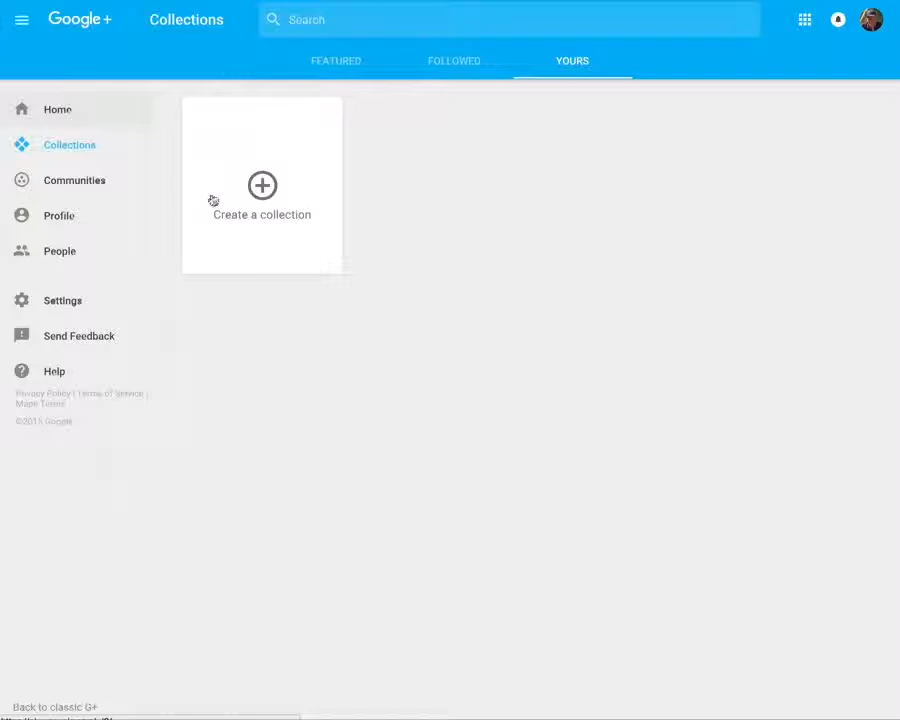 Google+ Collections Search
FEATURED FOLLOWED YOURS
Home
Collections
Communities
Profile
People
Settings
Send Feedback
Help
Create a collection
Privacy Policy | Terms of Service |
Maps Terms
©2015 Google
Back to classic G+